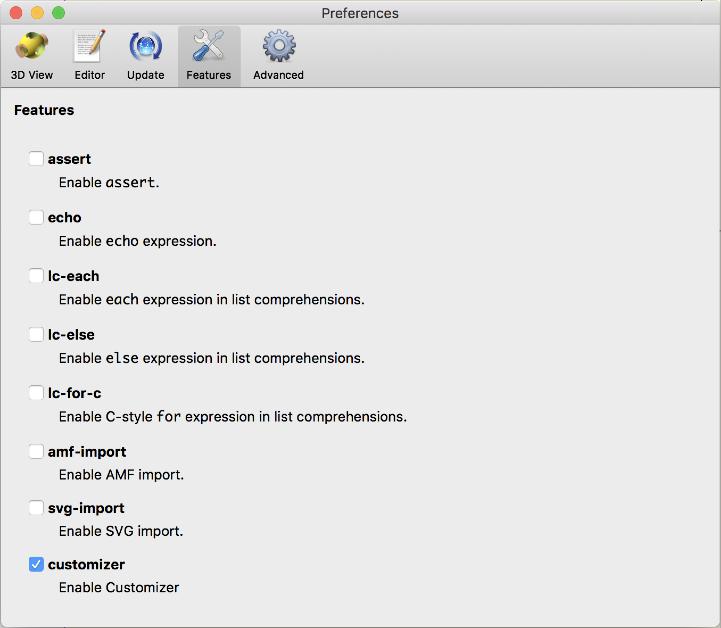 Preferences
3D View Editor Update Features Advanced
Features
assert
Enable assert.
echo
Enable echo expression.
lc-each
Enable each expression in list comprehensions.
lc-else
Enable else expression in list comprehensions.
lc-for-c
Enable C-style for expression in list comprehensions.
amf-import
Enable AMF import.
svg-import
Enable SVG import.
customizer
Enable Customizer